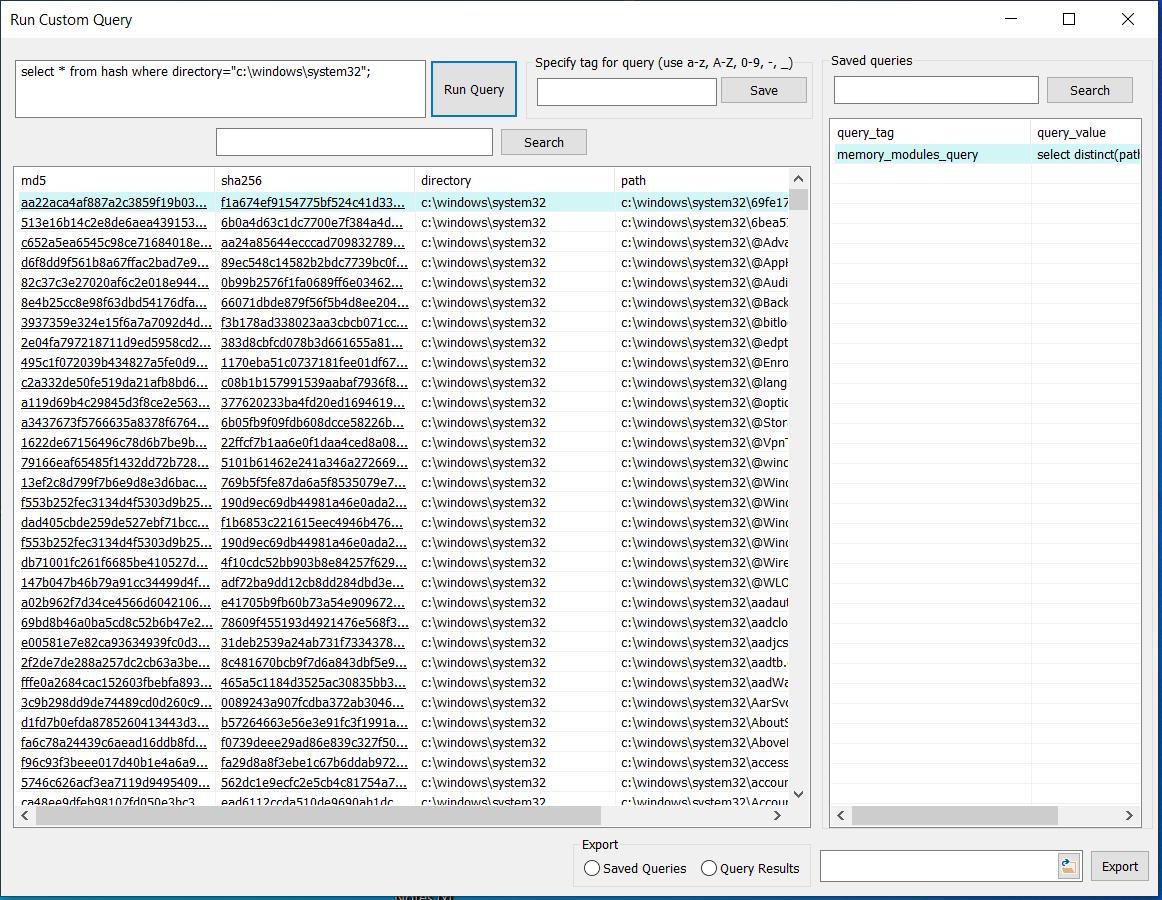 Run Custom Query
select * from hash where directory="c:\windows\system32";
Run Query
Specify tag for query (use a-z, A-Z, 0-9, -, _)
Save
Saved queries
Search
Search
md5 sha256 directory path
aa22aca4af887a2c3859f19b03... f1a674ef9154775bf524c41d33... c:\windows\system32 c:\windows\system32\69fe17
513e16b14c2e8de6aea439153... 6b0a4d63c1dc7700e7f384a4d... c:\windows\system32 c:\windows\system32\6bea57
c652a5ea6545c98ce71684018e... aa24a85644ecccad709832789... c:\windows\system32 c:\windows\system32\@Adva
d6f8dd9f561b8a67ffac2bad7e9... 89ec548c14582b2bdc7739bc0f... c:\windows\system32 c:\windows\system32\@AppH
82c37c3e27020af6c2e018e944... 0b99b2576f1fa0689ff6e03462... c:\windows\system32 c:\windows\system32\@Audi
8e4b25cc8e98f63dbd54176dfa... 66071dbde879f56f5b4d8ee204... c:\windows\system32 c:\windows\system32\@Back
3937359e324e15f6a7a7092d4d... f3b178ad338023aa3cbcb071cc... c:\windows\system32 c:\windows\system32\@bitlo
2e04fa797218711d9ed5958cd2... 383d8cbfcd078b3d661655a81... c:\windows\system32 c:\windows\system32\@edpt
495c1f072039b434827a5fe0d9... 1170eba51c0737181fee01df67... c:\windows\system32 c:\windows\system32\@Enro
c2a332de50fe519da21afb8bd6... c08b1b157991539aabaf7936f8... c:\windows\system32 c:\windows\system32\@lang
a119d69b4c29845d3f8ce2e563... 377620233ba4fd20ed1694619... c:\windows\system32 c:\windows\system32\@optic
a3437673f5766635a8378f6764... 6b05fb9f09fdb608dcce58226b... c:\windows\system32 c:\windows\system32\@Stor
1622de67156496c78d6b7be9b... 22ffcf7b1aa6e0f1daa4ced8a08... c:\windows\system32 c:\windows\system32\@VpnT
79166eaf65485f1432dd72b728... 5101b61462e241a346a272669... c:\windows\system32 c:\windows\system32\@winc
13ef2c8d799f7b6e9d8e3d6bac... 769b5f5fe87da6a5f8535079e7... c:\windows\system32 c:\windows\system32\@Winc
f553b252fec3134d4f5303d9b25... 190d9ec69db44981a46e0ada2... c:\windows\system32 c:\windows\system32\@Winc
dad405cbde259de527ebf71bcc... f1b6853c221615eec4946b476... c:\windows\system32 c:\windows\system32\@Winc
f553b252fec3134d4f5303d9b25... 190d9ec69db44981a46e0ada2... c:\windows\system32 c:\windows\system32\@Winc
db71001fc261f6685be410527d... 4f10cdc52bb903b8e84257f629... c:\windows\system32 c:\windows\system32\@Wire
147b047b46b79a91cc34499d4f... adf72ba9dd12cb8dd284dbd3e... c:\windows\system32 c:\windows\system32\@WLC
a02b962f7d34ce4566d6042106... e41705b9fb60b73a54e909672... c:\windows\system32 c:\windows\system32\aadaut
69bd8b46a0ba5cd8c52b6b47e2... 78609f455193d4921476e568f3... c:\windows\system32 c:\windows\system32\aadclo
e00581e7e82ca93634939fc0d3... 31deb2539a24ab731f7334378... c:\windows\system32 c:\windows\system32\aadjcs
2f2de7de288a257dc2cb63a3be... 8c481670bcb9f7d6a843dbf5e9... c:\windows\system32 c:\windows\system32\aadtb.
fffe0a2684cac152603fbebfa893... 465a5c1184d3525ac30835bb3... c:\windows\system32 c:\windows\system32\aadWa
3c9b298dd9de74489cd0d260c9... 0089243a907fcdba372ab3046... c:\windows\system32 c:\windows\system32\AarSvc
d1fd7b0efda8785260413443d3... b57264663e56e3e91fc3f1991a... c:\windows\system32 c:\windows\system32\AboutS
fa6c78a24439c6aead16ddb8fd... f0739deee29ad86e839c327f50... c:\windows\system32 c:\windows\system32\AboveL
f96c93f3beee017d40b1e4a6a9... fa29d8a8f3ebe1c67b6ddab972... c:\windows\system32 c:\windows\system32\access
5746c626acf3ea7119d9495409... 562dc1e9ecfc2e5cb4c81754a7... c:\windows\system32 c:\windows\system32\accour
ca48ee9dfeb98107fd050e3bc3 ead6112ccda510de9690ab1dc c:\windows\system32 c:\windows\system32\Accour
query_tag query_value
memory_modules_query select distinct(path
Export
Saved Queries Query Results
Export
Notes.txt